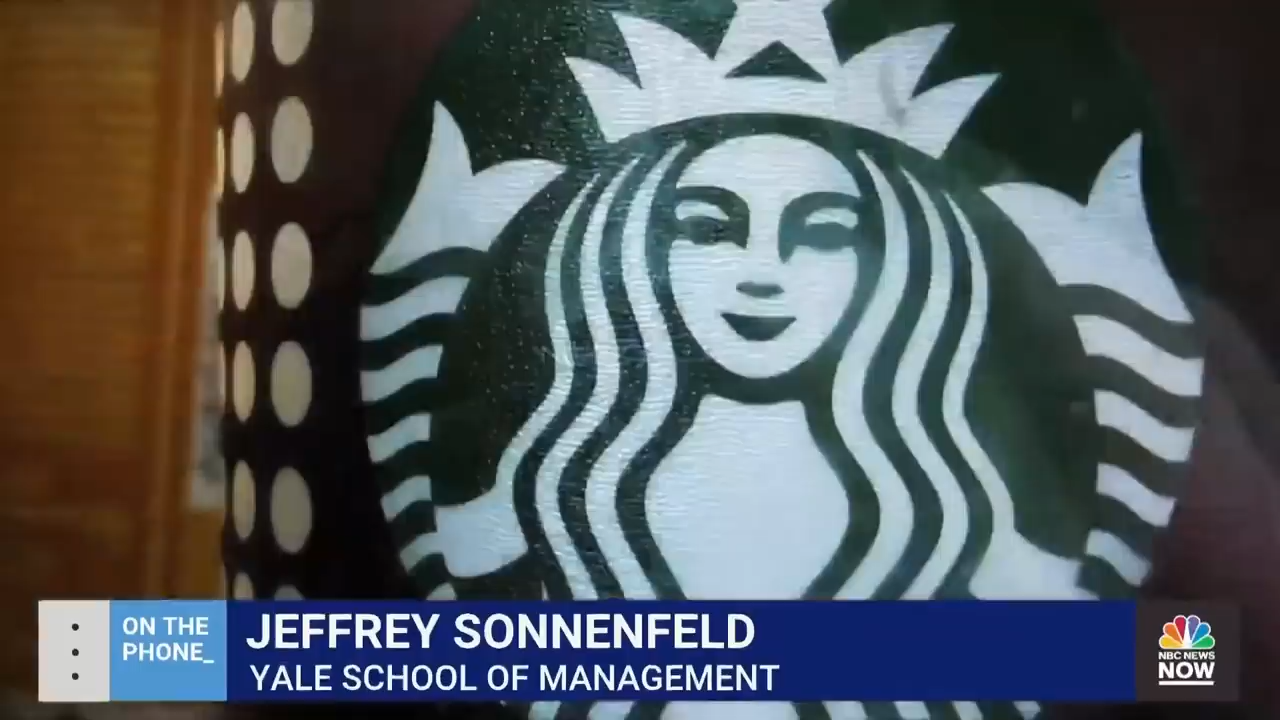 ON THE
PHONE_
JEFFREY SONNENFELD
YALE SCHOOL OF MANAGEMENT
NBC NEWS
NOW